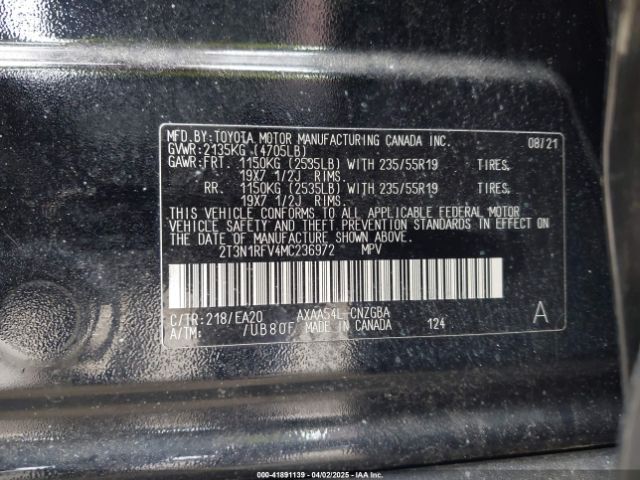 MFD.BY:TOYOTA MOTOR MANUFACTURING CANADA INC. 08/21
GVWR:2135KG (4705LB)
GAWR:FRT. 1150KG (2535LB) WITH 235/55R19 TIRES,
19X7 1/2J RIMS.
RR. 1150KG (2535LB) WITH 235/55R19 TIRES,
19X7 1/2J RIMS.
THIS VEHICLE CONFORMS TO ALL APPLICABLE FEDERAL MOTOR
VEHICLE SAFETY AND THEFT PREVENTION STANDARDS IN EFFECT
ON THE DATE OF MANUFACTURE SHOWN ABOVE.
2T3N1RFV4MC236972 MPV
C/TR:218/EA20 AXAA54L-CNZGBA
A/TM: /UB80F MADE IN CANADA 124 A
000-41891139 - 04/02/2025 - IAAI.COM